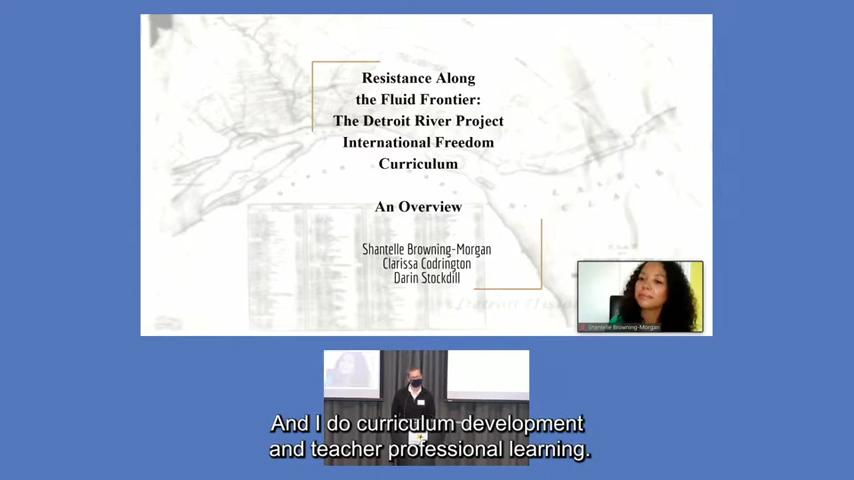 Resistance Along
the Fluid Frontier:
The Detroit River Project
International Freedom
Curriculum
An Overview
Shantelle Browning-Morgan
Clarissa Codrington
Darin Stockdill
Shantelle Browning-Morgan
And I do curriculum development
and teacher professional learning.